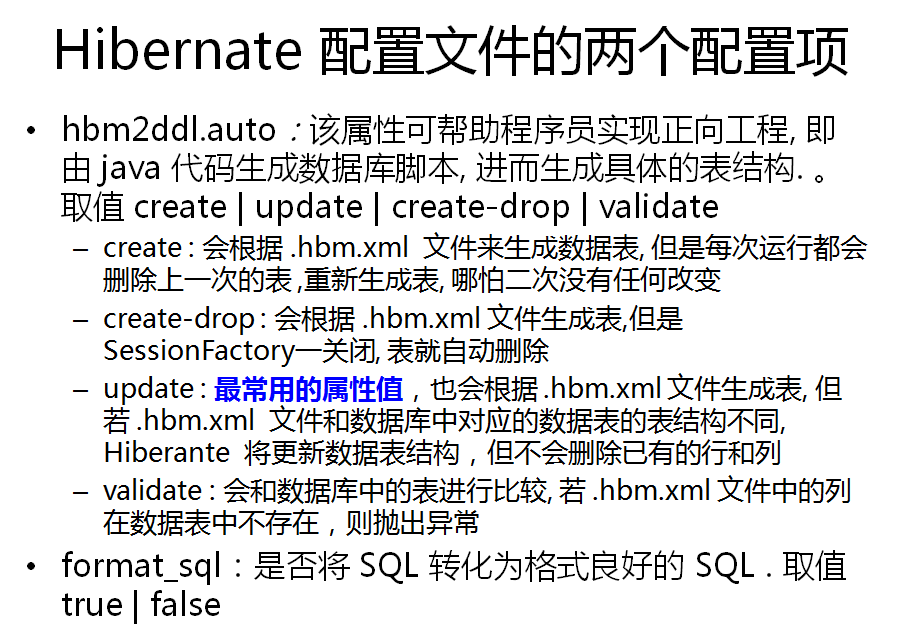 Hibernate 配置文件的两个配置项
• hbm2ddl.auto :该属性可帮助程序员实现正向工程, 即
由 java 代码生成数据库脚本, 进而生成具体的表结构. 。
取值 create | update | create-drop | validate
– create : 会根据 .hbm.xml 文件来生成数据表, 但是每次运行都会
删除上一次的表 ,重新生成表, 哪怕二次没有任何改变
– create-drop : 会根据 .hbm.xml 文件生成表,但是
SessionFactory一关闭, 表就自动删除
– update : 最常用的属性值，也会根据 .hbm.xml 文件生成表, 但
若 .hbm.xml 文件和数据库中对应的数据表的表结构不同,
Hiberante 将更新数据表结构，但不会删除已有的行和列
– validate : 会和数据库中的表进行比较, 若 .hbm.xml 文件中的列
在数据表中不存在，则抛出异常
• format_sql：是否将 SQL 转化为格式良好的 SQL . 取值
true | false